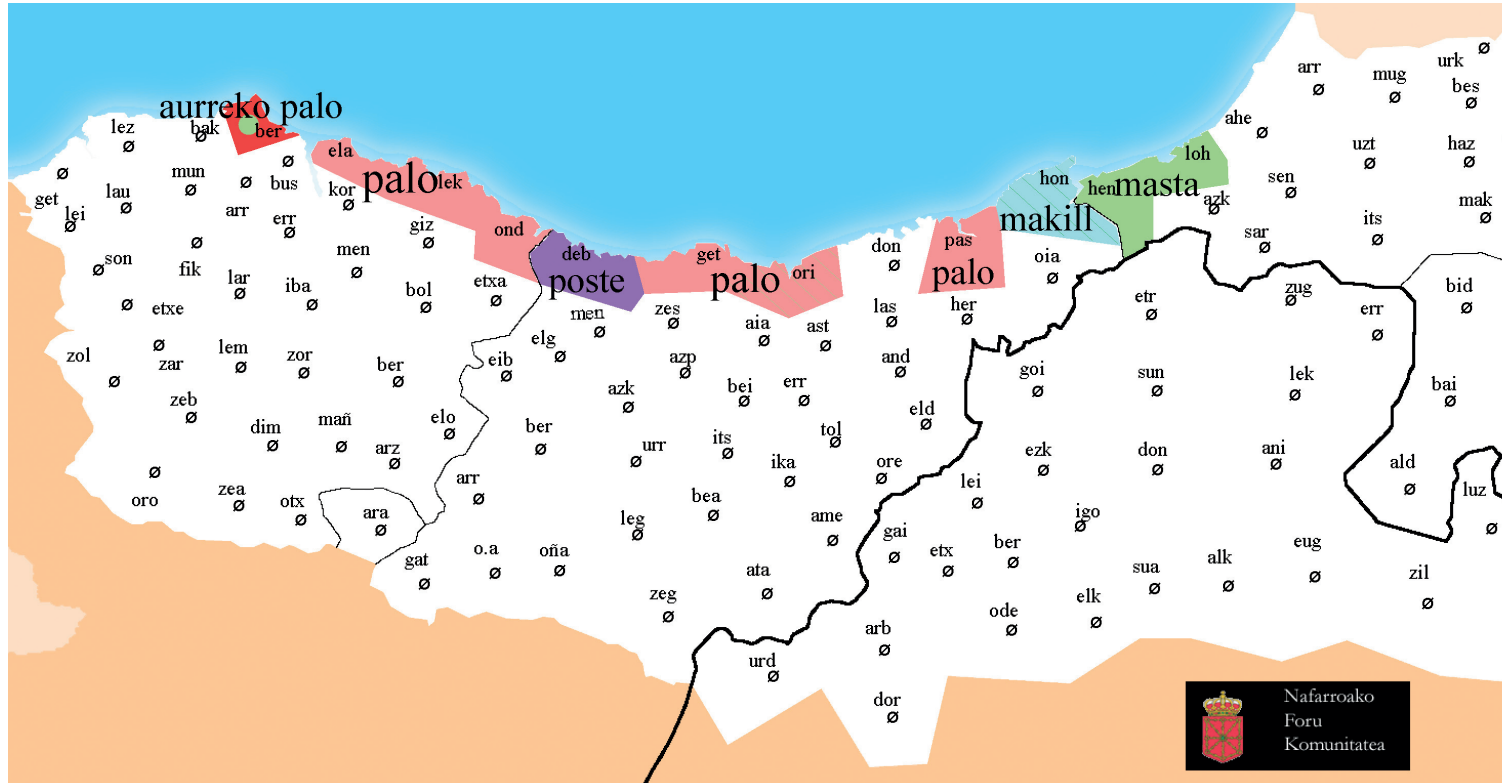 arr
mug
urk
bes
aurreko palo
lez
bak
ber
ahe
uzt
haz
ela
lek
palo
loh
hon
hen
masta
makill
azk
sen
mak
mun
bus
kor
get
lau
lei
arr
err
giz
ond
its
son
fik
men
deb
poste
get
palo
ori
don
pas
palo
oia
sar
lar
iba
bol
etxa
etxe
men
zes
aia
ast
las
her
etr
zug
err
bid
zol
zar
lem
zor
ber
eib
elg
azp
bei
err
and
goi
sun
lek
bai
zeb
dim
mañ
arz
elo
ber
azk
urr
its
tol
eld
ika
ore
ezk
don
ani
ald
luz
oro
zea
otx
ara
arr
leg
bea
ame
lei
igo
gat
o.a
oña
gai
etx
ber
sua
alk
eug
zil
zeg
ata
ode
elk
urd
arb
dor
Nafarroako
Foru
Komunitatea